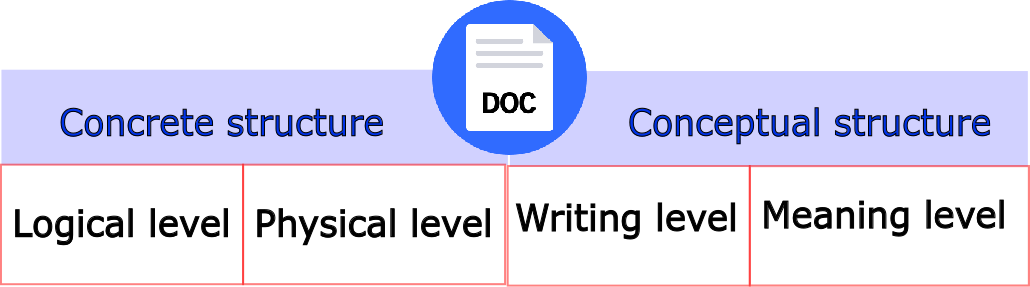 DOC
Concrete structure
Conceptual structure
Logical level
Physical level
Writing level
Meaning level